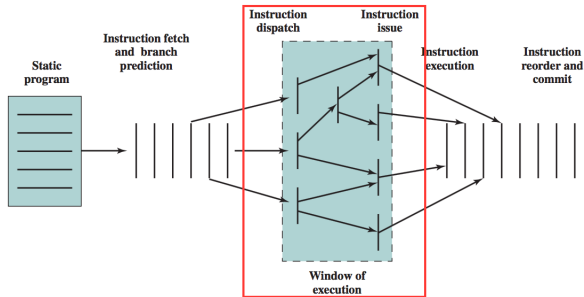 Static
program
Instruction fetch
and branch
prediction
Instruction
dispatch
Instruction
issue
Instruction
execution
Instruction
reorder and
commit
Window of
execution